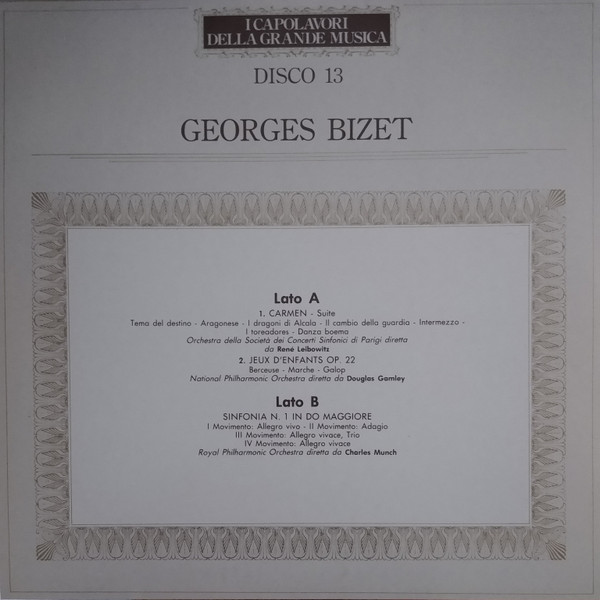 I CAPOLAVORI
DELLA GRANDE MUSICA
DISCO 13
GEORGES BIZET
Lato A
1. CARMEN - Suite
Tema del destino - Aragonese - I dragoni di Alcala - Il cambio della guardia - Intermezzo -
I toreadores - Danza boema
Orchestra della Società dei Concerti Sinfonici di Parigi diretta
da René Leibowitz
2. JEUX D'ENFANTS OP. 22
Berceuse - Marche - Galop
National Philharmonic Orchestra diretta da Douglas Gamley
Lato B
SINFONIA N. 1 IN DO MAGGIORE
I Movimento: Allegro vivo - II Movimento: Adagio
III Movimento: Allegro vivace, Trio
IV Movimento: Allegro vivace
Royal Philharmonic Orchestra diretta da Charles Munch